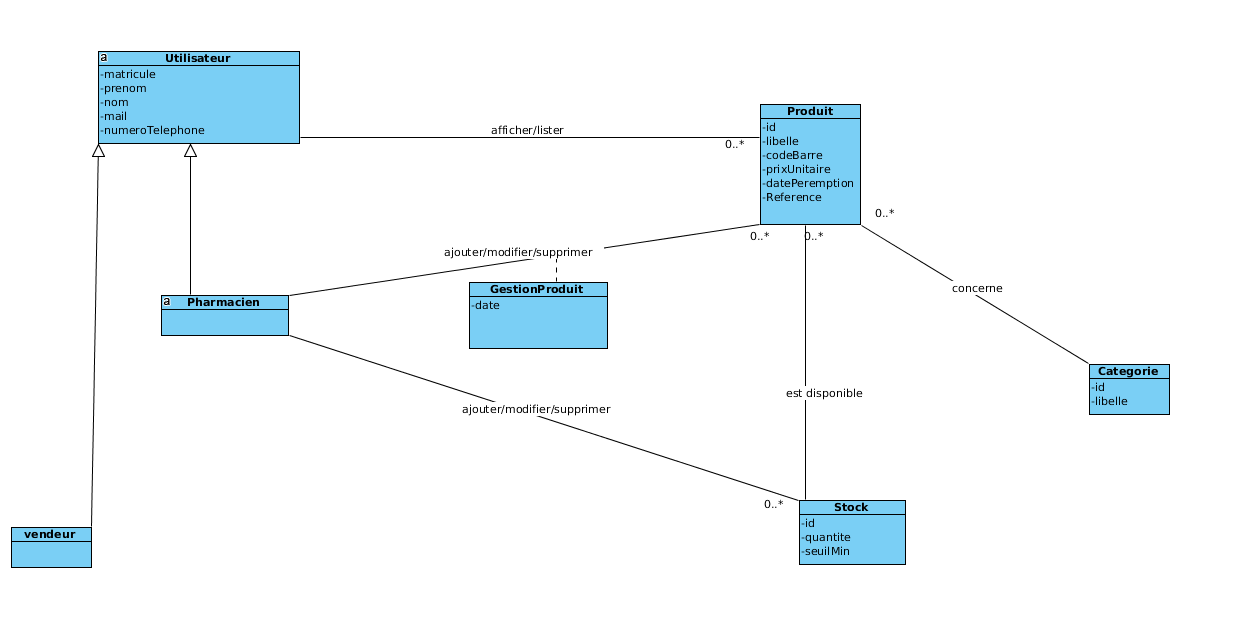 a Utilisateur
-matricule
-prenom
-nom
-mail
-numeroTelephone
afficher/lister
0..*
Produit
-id
-libelle
-codeBarre
-prixUnitaire
-datePeremption
-Reference
0..*
0..*
0..*
ajouter/modifier/supprimer
GestionProduit
-date
a Pharmacien
concerne
Categorie
-id
-libelle
est disponible
ajouter/modifier/supprimer
0..*
Stock
-id
-quantite
-seuilMin
vendeur